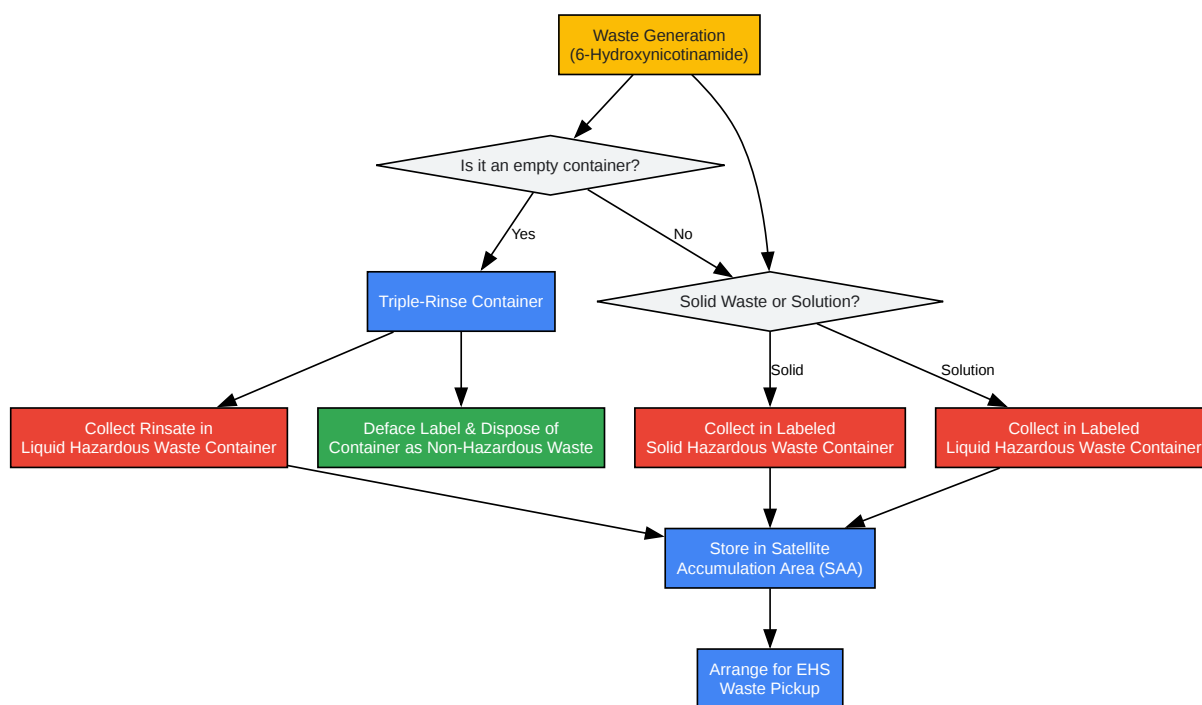 Waste Generation
(6-Hydroxynicotinamide)
Is it an empty container?
Yes
No
Triple-Rinse Container
Solid Waste or Solution?
Solid
Solution
Collect Rinsate in
Liquid Hazardous Waste Container
Deface Label & Dispose of
Container as Non-Hazardous Waste
Collect in Labeled
Solid Hazardous Waste Container
Collect in Labeled
Liquid Hazardous Waste Container
Store in Satellite
Accumulation Area (SAA)
Arrange for EHS
Waste Pickup